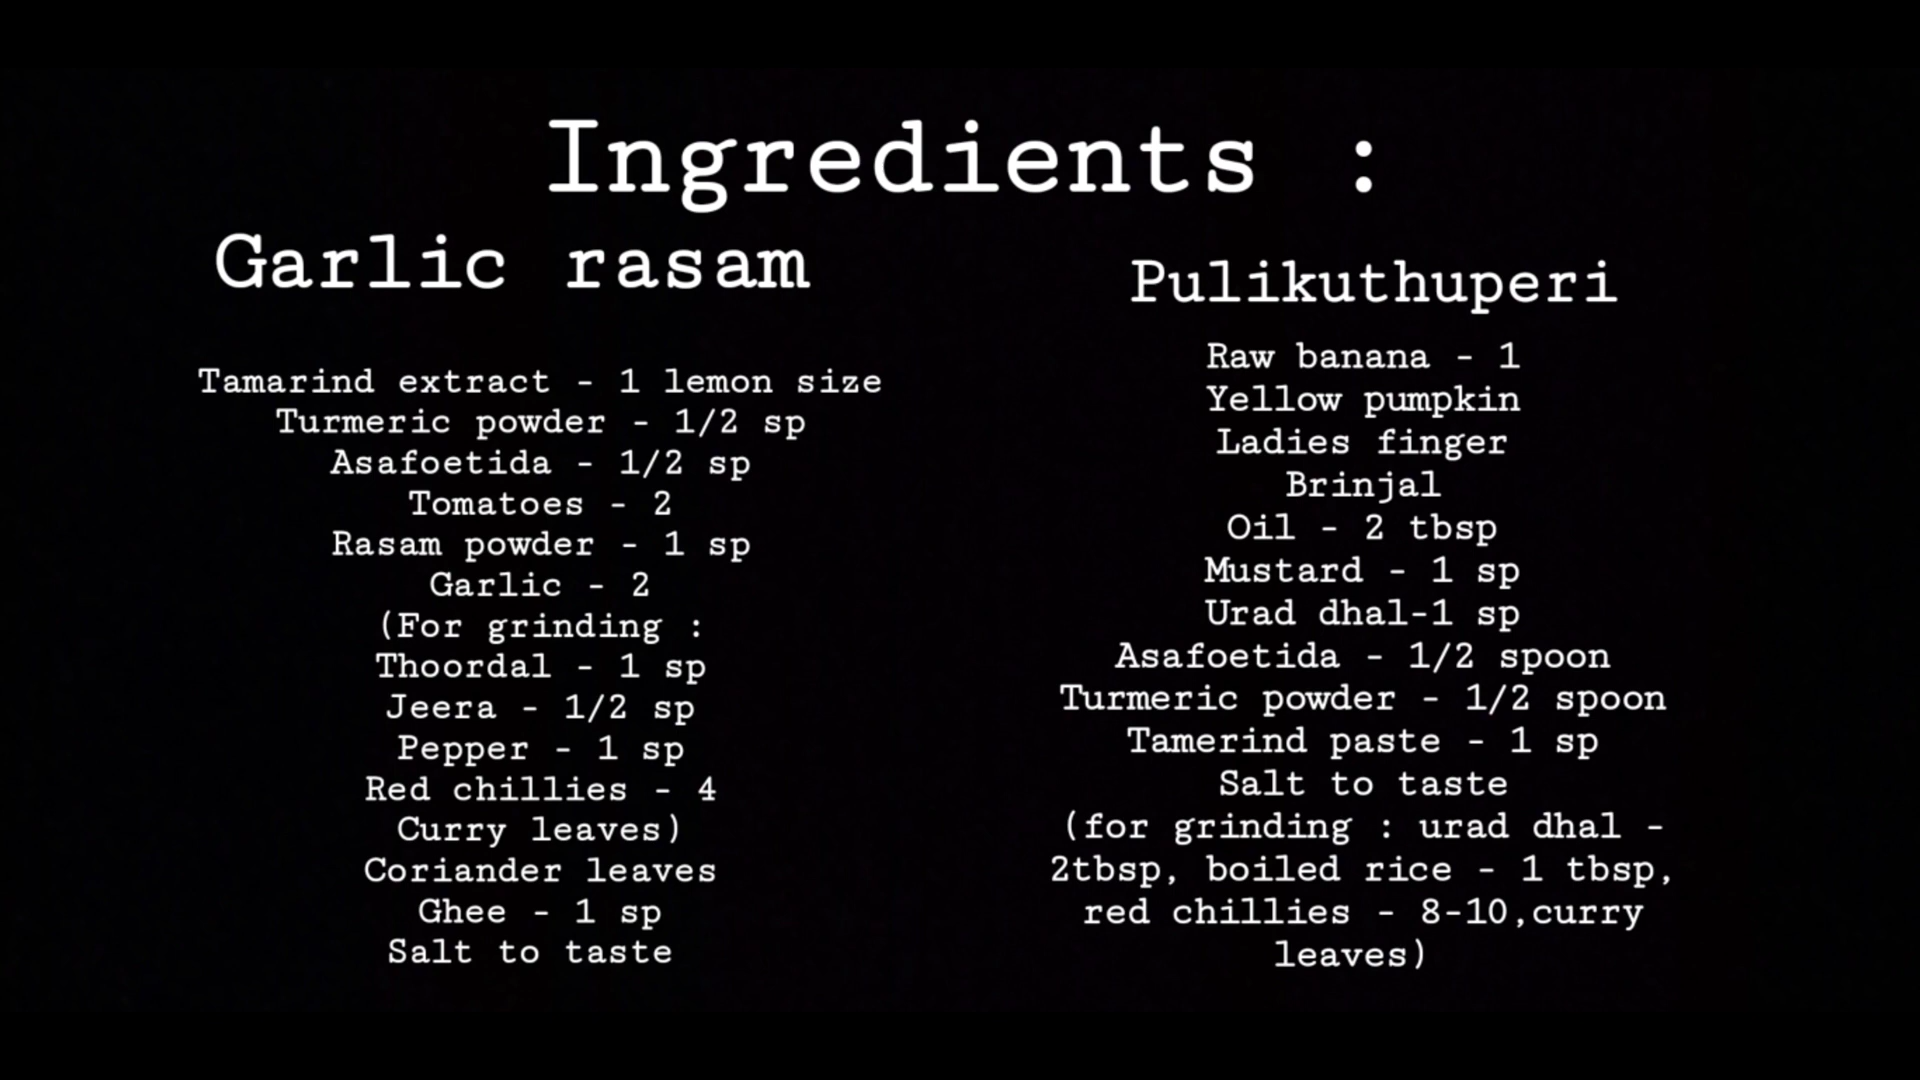 Ingredients :
Garlic rasam
Tamarind extract - 1 lemon size
Turmeric powder - 1/2 sp
Asafoetida - 1/2 sp
Tomatoes - 2
Rasam powder - 1 sp
Garlic - 2
(For grinding :
Thoordal - 1 sp
Jeera - 1/2 sp
Pepper - 1 sp
Red chillies - 4
Curry leaves)
Coriander leaves
Ghee - 1 sp
Salt to taste
Pulikuthuperi
Raw banana - 1
Yellow pumpkin
Ladies finger
Brinjal
Oil - 2 tbsp
Mustard - 1 sp
Urad dhal-1 sp
Asafoetida - 1/2 spoon
Turmeric powder - 1/2 spoon
Tamerind paste - 1 sp
Salt to taste
(for grinding : urad dhal -
2tbsp, boiled rice - 1 tbsp,
red chillies - 8-10,curry
leaves)